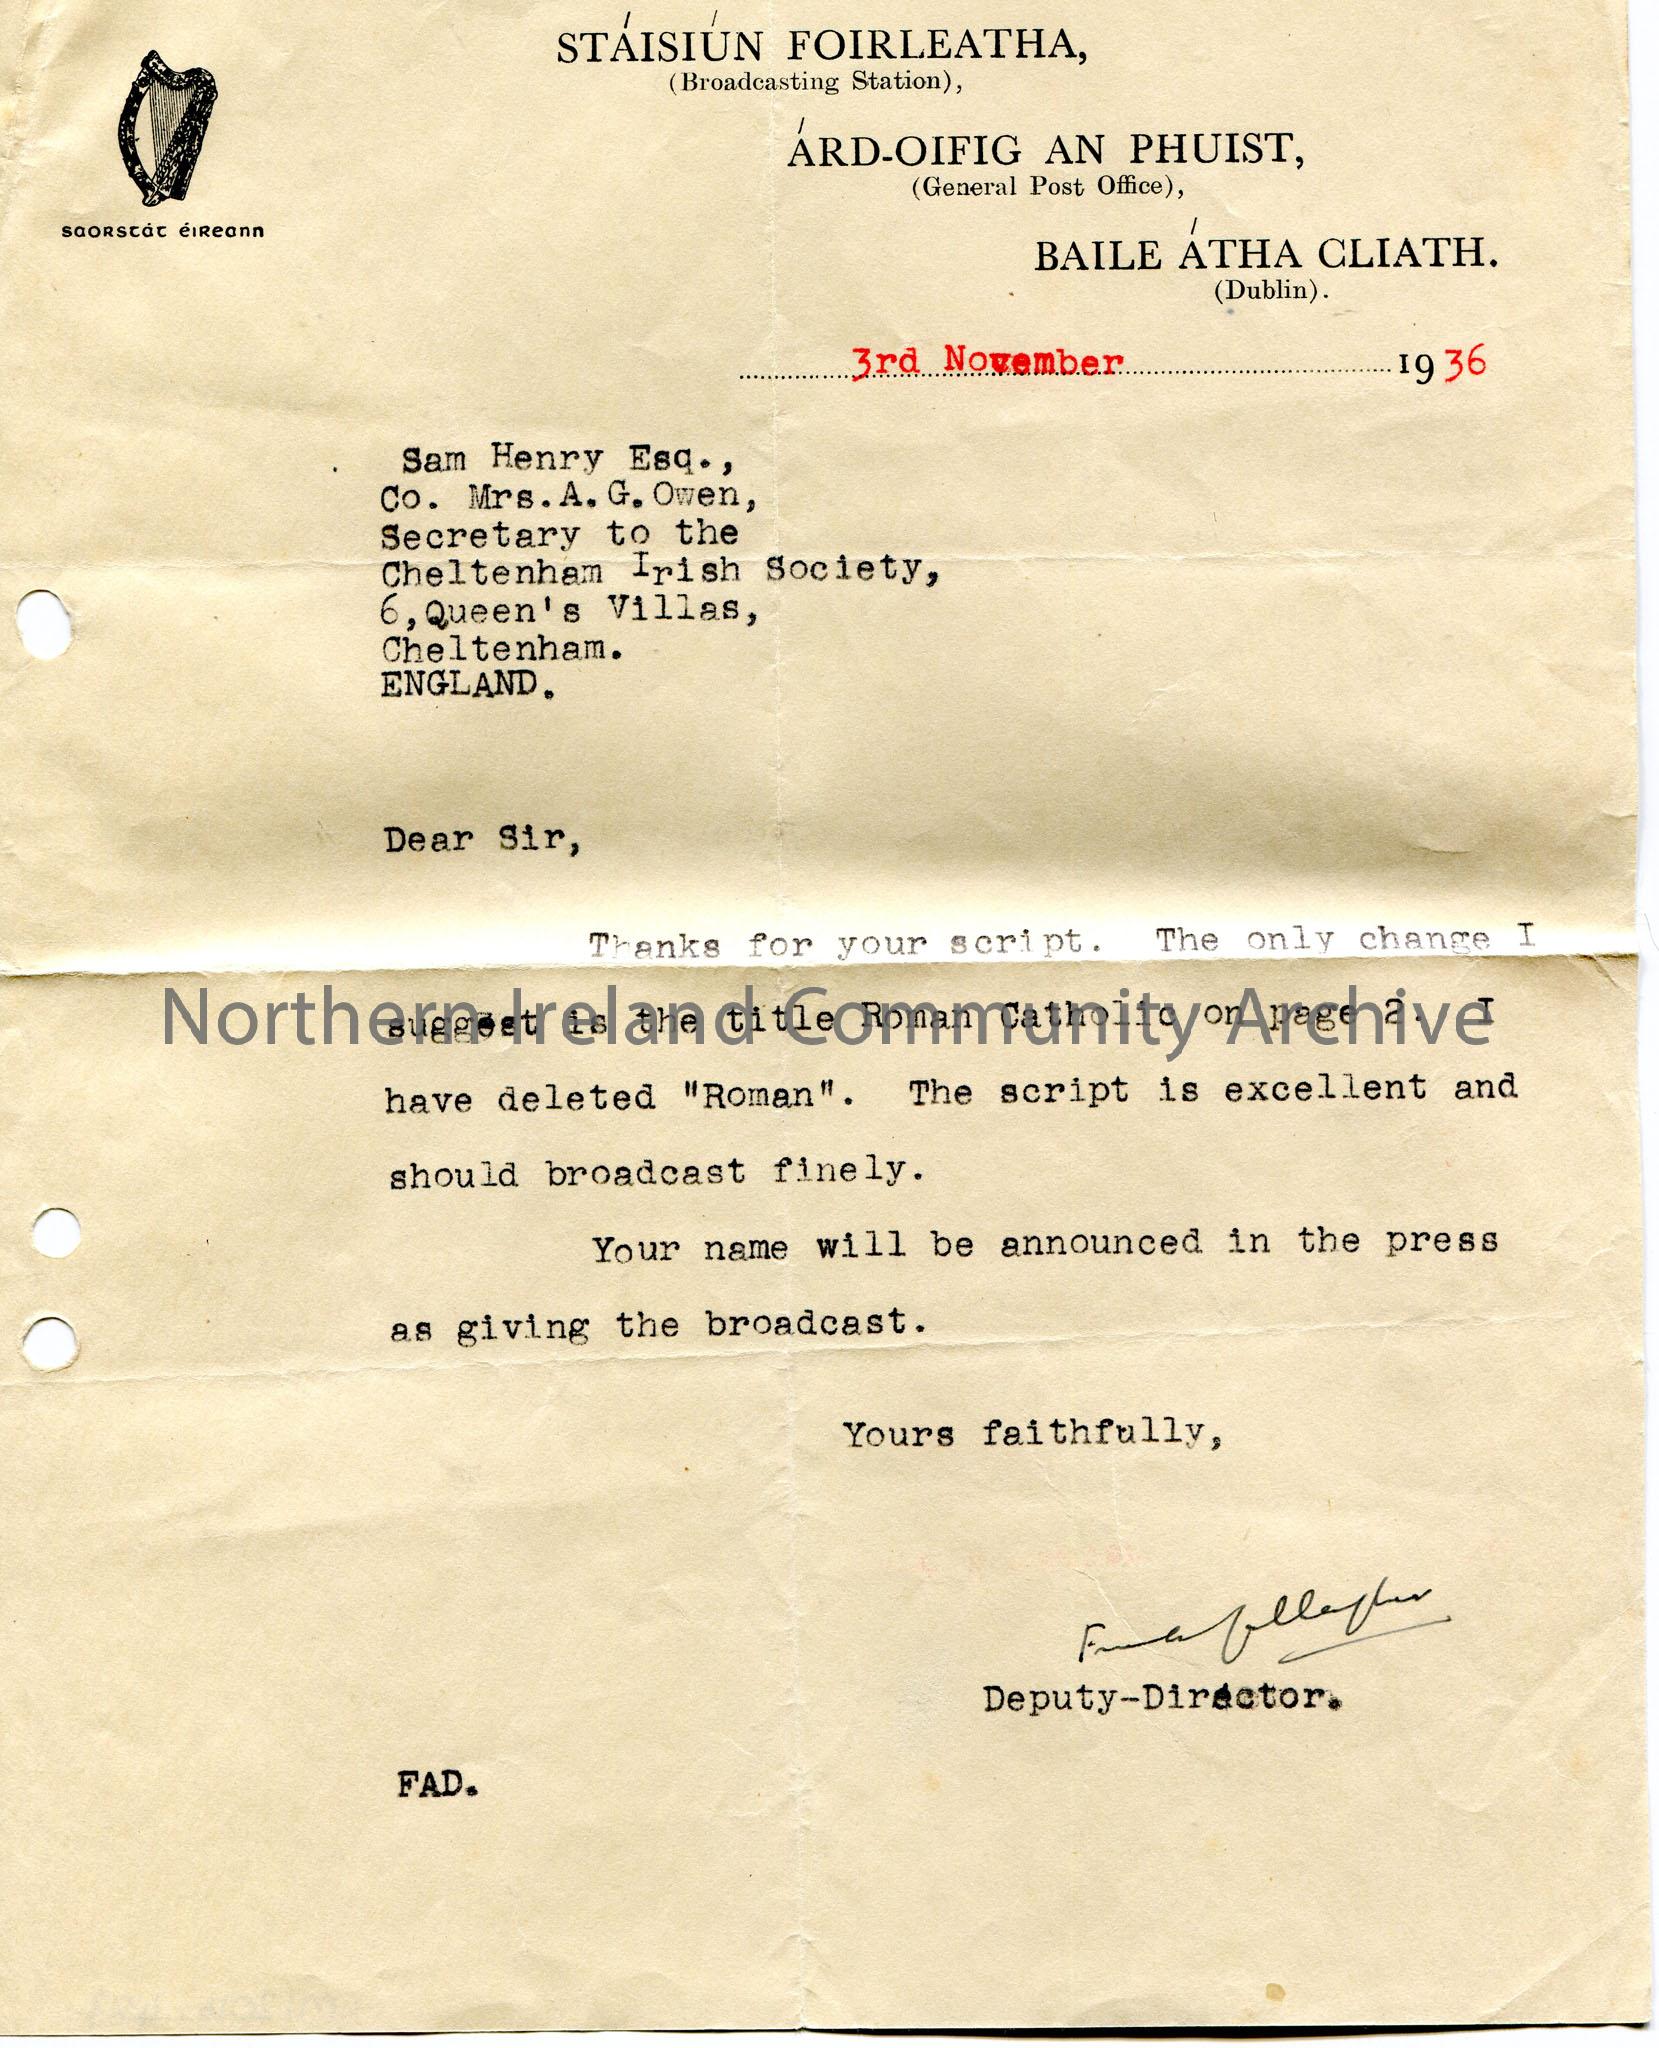 STÁISIÚN FOIRLEATHA,
(Broadcasting Station),
ÁRD-OIFIG AN PHUIST,
(General Post Office),
BAILE ÁTHA CLIATH.
(Dublin).
saorstát éireann
3rd November 1936
Sam Henry Esq.,
Co. Mrs.A.G.Owen,
Secretary to the
Cheltenham Irish Society,
6,Queen's Villas,
Cheltenham.
ENGLAND.
Dear Sir,
Thanks for your script. The only change I
suggest is the title Roman Catholic on page 2. I
have deleted "Roman". The script is excellent and
should broadcast finely.
Your name will be announced in the press
as giving the broadcast.
Yours faithfully,
Frank Gallagher
Deputy-Director.
FAD.
Northern Ireland Community Archive